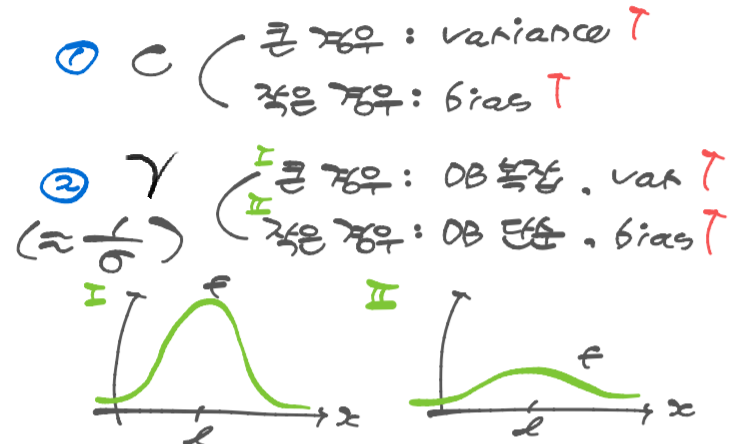 ① C 큰 경우 : variance ↑
작은 경우 : bias ↑
② γ I 큰 경우 : DB 복잡. var ↑
(≈ 1/σ) II 작은 경우 : DB 단순. bias ↑
I f II f
x x
l l